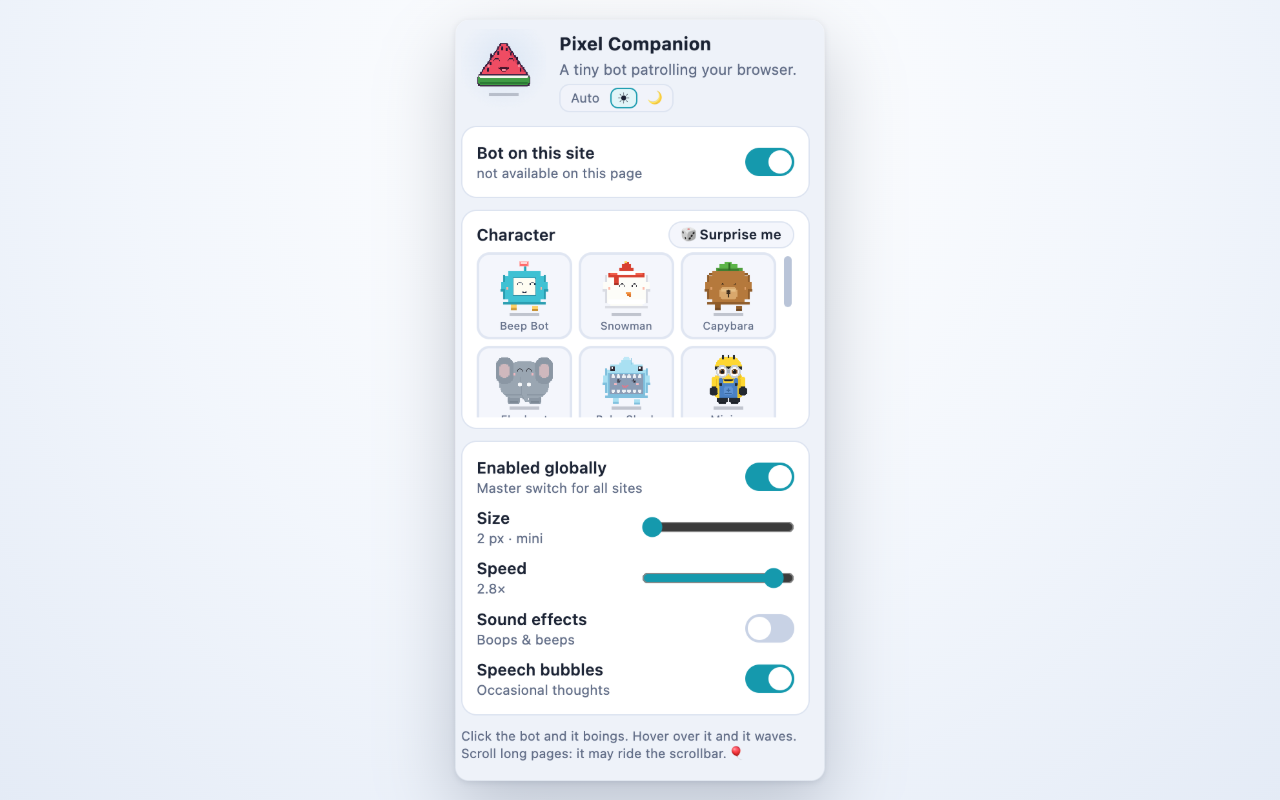 Pixel Companion
A tiny bot patrolling your browser.
Auto
Bot on this site
not available on this page
Character
Surprise me
Beep Bot
Snowman
Capybara
Enabled globally
Master switch for all sites
Size
2 px · mini
Speed
2.8×
Sound effects
Boops & beeps
Speech bubbles
Occasional thoughts
Click the bot and it boings. Hover over it and it waves.
Scroll long pages: it may ride the scrollbar.